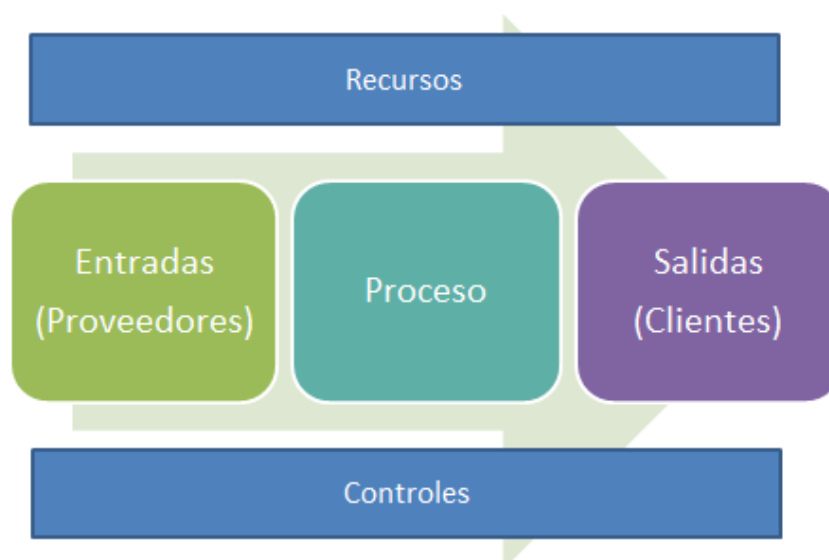 Recursos
Entradas
(Proveedores)
Proceso
Salidas
(Clientes)
Controles